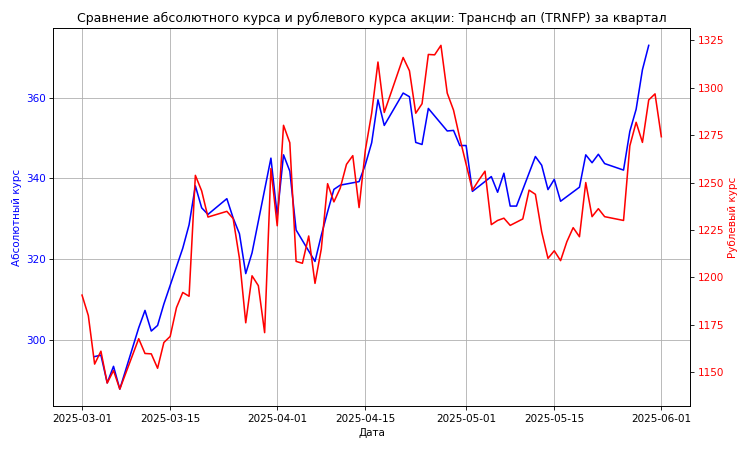 Сравнение абсолютного курса и рублевого курса акции: Транснф ап (TRNFP) за квартал
Абсолютный курс
360
340
320
300
1325
1300
1275
1250
1225
1200
1175
1150
Рублевый курс
2025-03-01 2025-03-15 2025-04-01 2025-04-15 2025-05-01 2025-05-15 2025-06-01
Дата